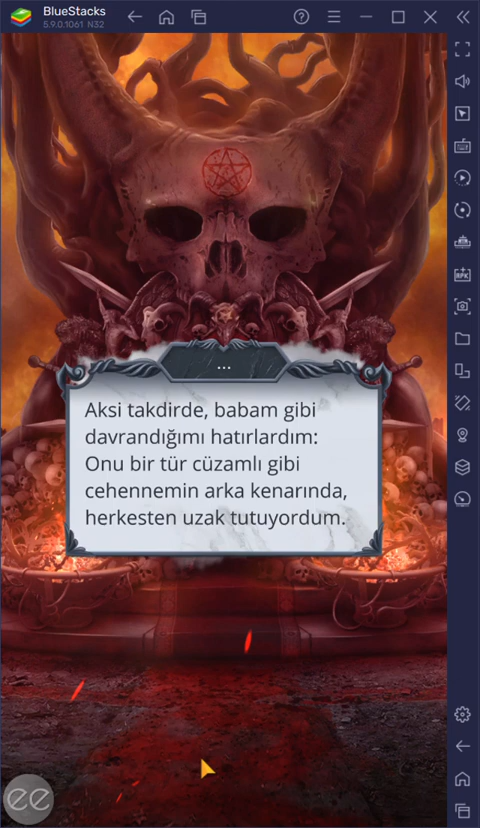 BlueStacks
5.9.0.1061 N32
...
Aksi takdirde, babam gibi
davrandığımı hatırlardım:
Onu bir tür cüzamlı gibi
cehennemin arka kenarında,
herkesten uzak tutuyordum.
ee